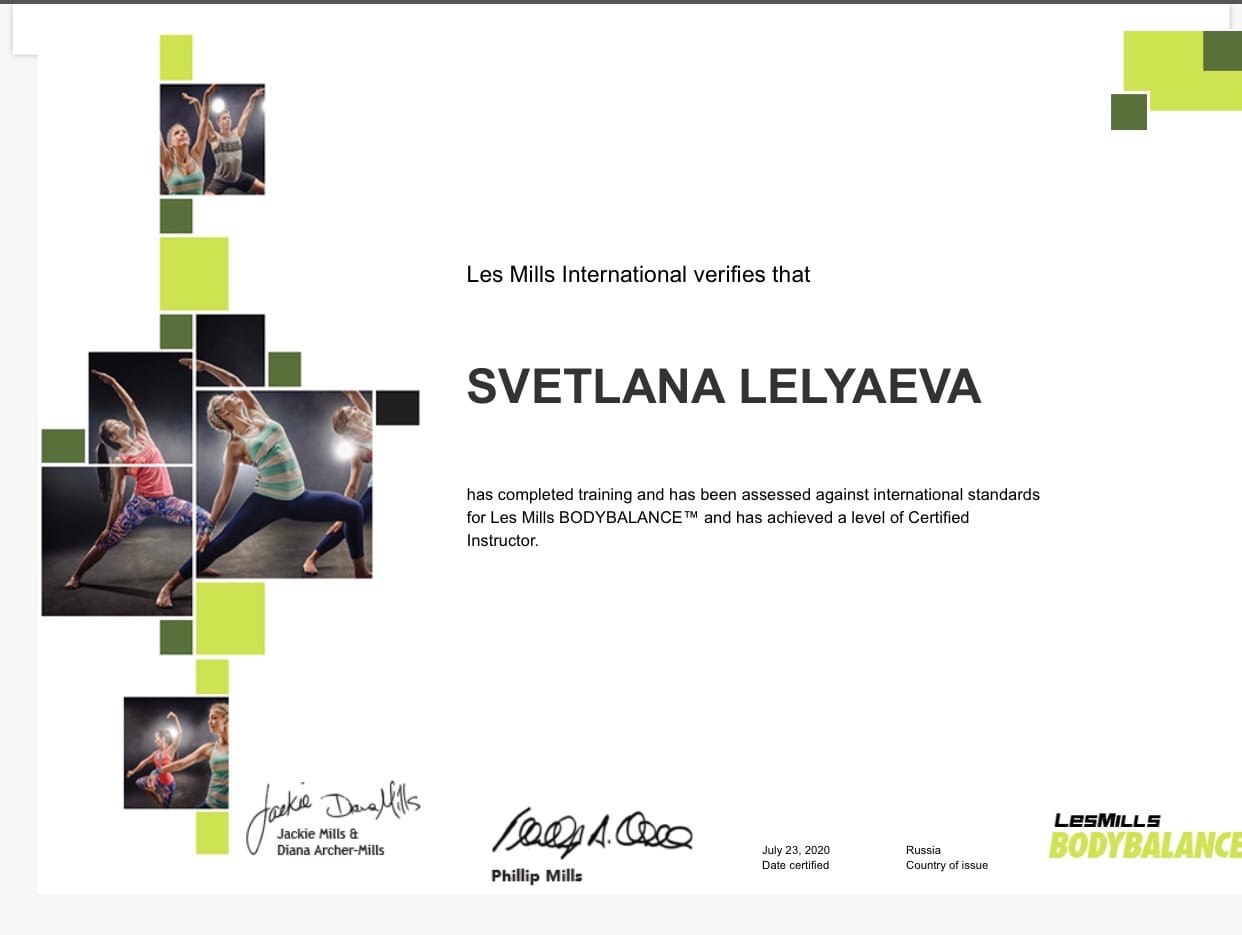 Les Mills International verifies that
SVETLANA LELYAEVA
has completed training and has been assessed against international standards
for Les Mills BODYBALANCE™ and has achieved a level of Certified
Instructor.
Jackie Dana Mills
Jackie Mills &
Diana Archer-Mills
Phillip Mills
July 23, 2020
Date certified
Russia
Country of issue
LESMILLS
BODYBALANCE